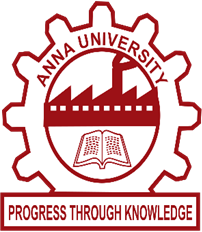 ANNA UNIVERSITY
PROGRESS THROUGH KNOWLEDGE